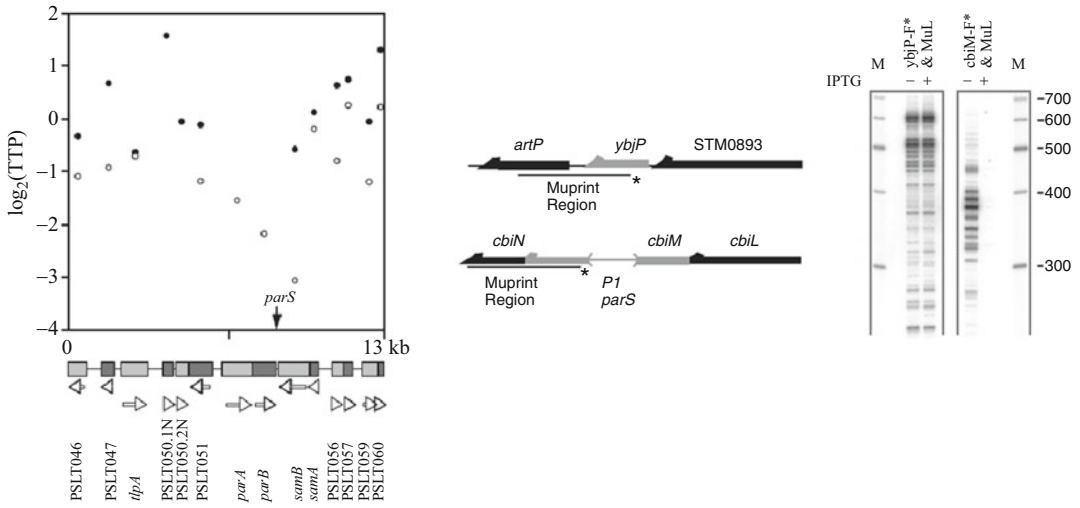 log₂(TTP)
2
1
0
−1
−2
−3
−4
parS
0
13 kb
PSLT046
PSLT047
tlpA
PSLT050.1N
PSLT050.2N
PSLT051
parA
parB
samB
samA
PSLT056
PSLT057
PSLT059
PSLT060
artP
ybjP
STM0893
Muprint
Region
*
cbiN
cbiM
cbiL
Muprint
Region
*
P1
parS
M
ybjP-F*
& MuL
cbiM-F*
& MuL
M
IPTG
− +
− +
-700
-600
-500
-400
-300